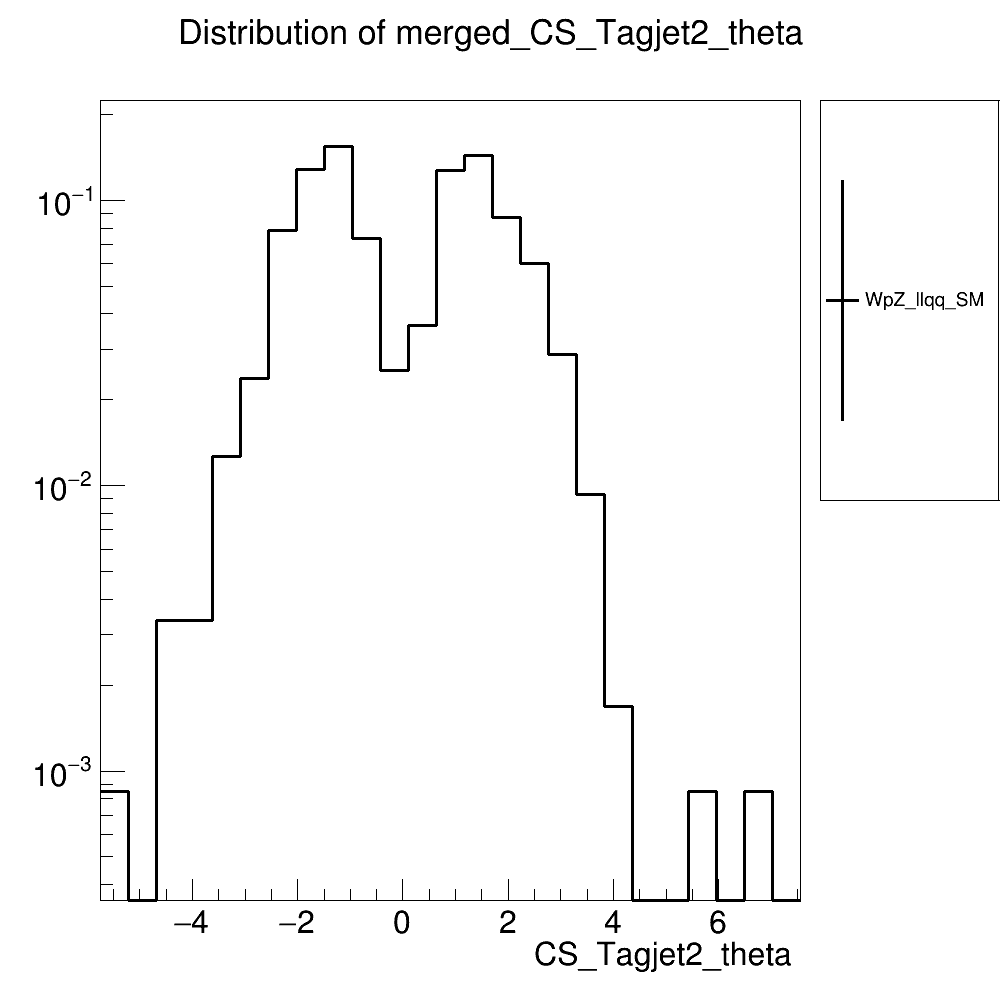 Distribution of merged_CS_Tagjet2_theta
10−1
10−2
10−3
−4 −2 0 2 4 6
CS_Tagjet2_theta
WpZ_llqq_SM